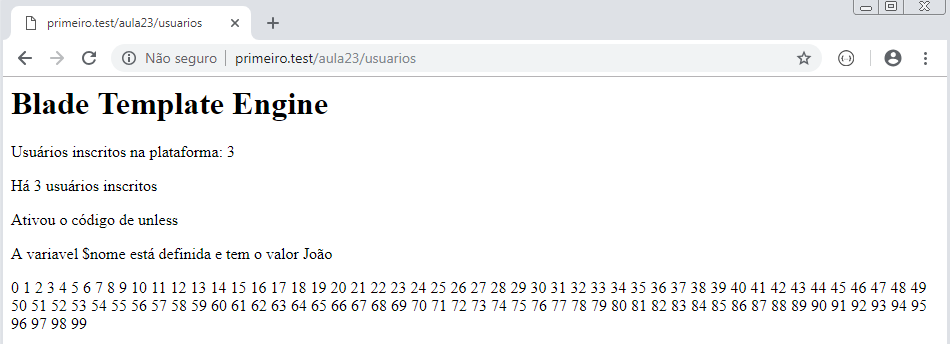 primeiro.test/aula23/usuarios
Não seguro | primeiro.test/aula23/usuarios
Blade Template Engine
Usuários inscritos na plataforma: 3
Há 3 usuários inscritos
Ativou o código de unless
A variavel $nome está definida e tem o valor João
0 1 2 3 4 5 6 7 8 9 10 11 12 13 14 15 16 17 18 19 20 21 22 23 24 25 26 27 28 29 30 31 32 33 34 35 36 37 38 39 40 41 42 43 44 45 46 47 48 49
50 51 52 53 54 55 56 57 58 59 60 61 62 63 64 65 66 67 68 69 70 71 72 73 74 75 76 77 78 79 80 81 82 83 84 85 86 87 88 89 90 91 92 93 94 95
96 97 98 99